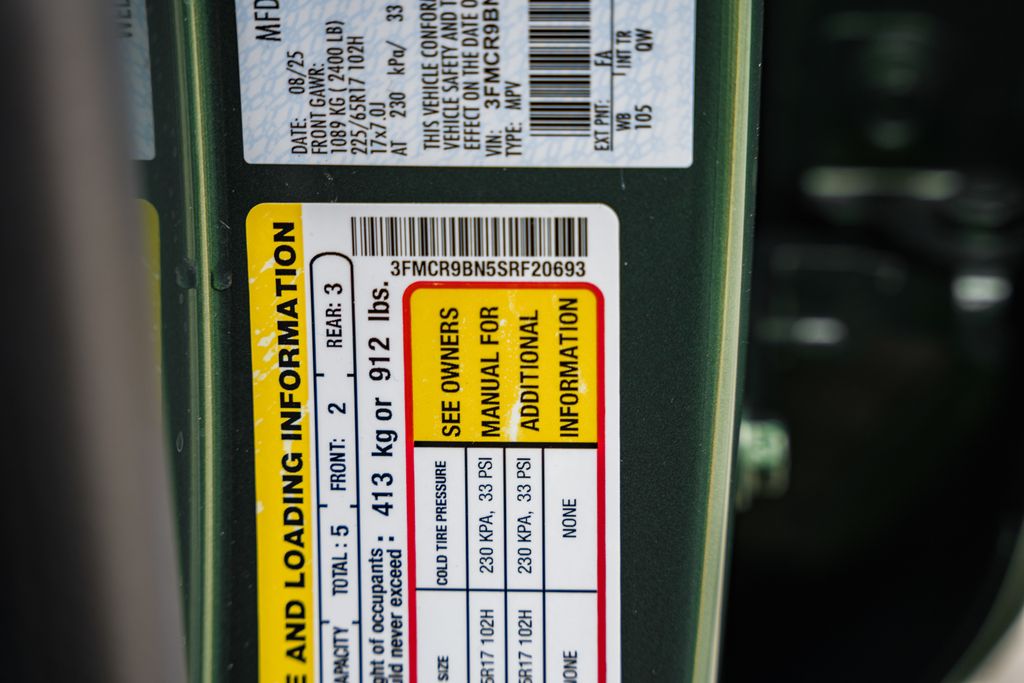 WEL
MFD
DATE: 08/25
FRONT GAWR:
1089 KG ( 2400 LB)
225/65R17 102H
17x7.0J
AT 230 kPa/ 33
THIS VEHICLE CONFOR
VEHICLE SAFETY AND T
EFFECT ON THE DATE O
VIN: 3FMCR9BN
TYPE: MPV
EXT PNT: FA
WB INT TR
105 QW
E AND LOADING INFORMATION
APACITY TOTAL : 5 FRONT: 2 REAR: 3
ght of occupants
uld never exceed : 413 kg or 912 lbs.
3FMCR9BN5SRF20693
SIZE COLD TIRE PRESSURE
5R17 102H 230 KPA, 33 PSI
5R17 102H 230 KPA, 33 PSI
NONE NONE
SEE OWNERS
MANUAL FOR
ADDITIONAL
INFORMATION